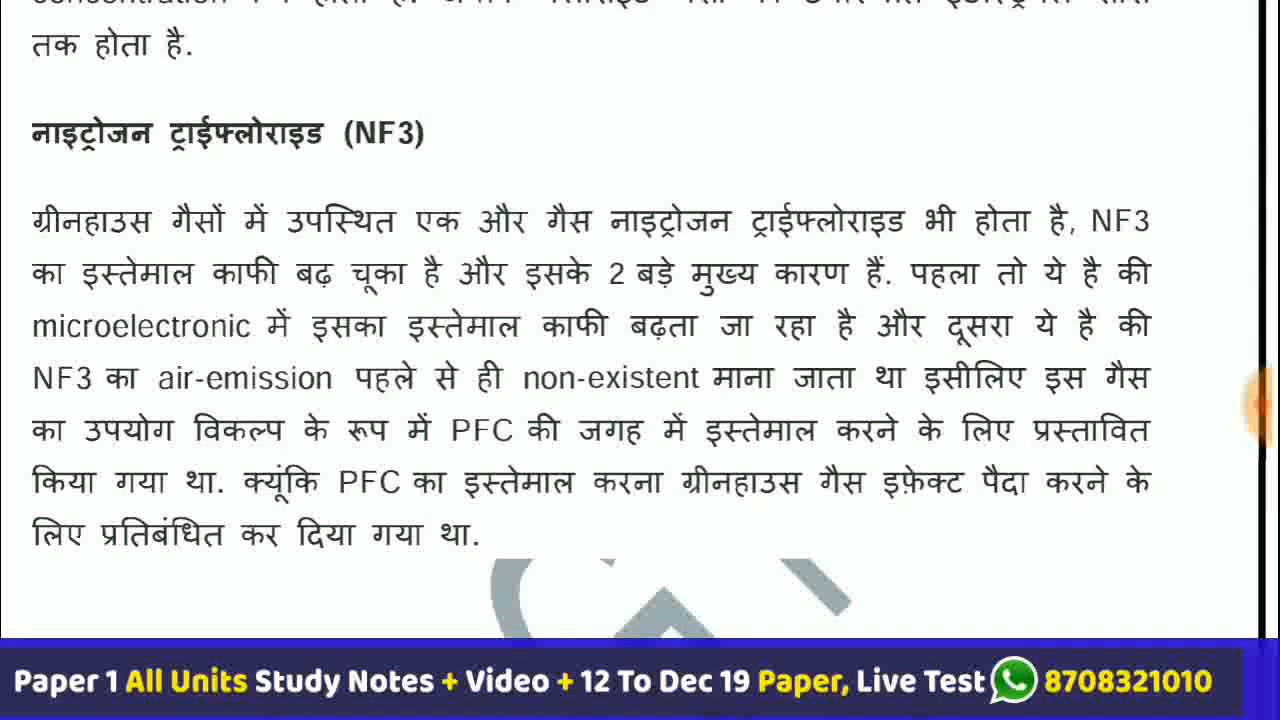 तक होता है.
नाइट्रोजन ट्राईफ्लोराइड (NF3)
ग्रीनहाउस गैसों में उपस्थित एक और गैस नाइट्रोजन ट्राईफ्लोराइड भी होता है, NF3
का इस्तेमाल काफी बढ़ चूका है और इसके 2 बड़े मुख्य कारण हैं. पहला तो ये है की
microelectronic में इसका इस्तेमाल काफी बढ़ता जा रहा है और दूसरा ये है की
NF3 का air-emission पहले से ही non-existent माना जाता था इसीलिए इस गैस
का उपयोग विकल्प के रूप में PFC की जगह में इस्तेमाल करने के लिए प्रस्तावित
किया गया था. क्यूंकि PFC का इस्तेमाल करना ग्रीनहाउस गैस इफ़ेक्ट पैदा करने के
लिए प्रतिबंधित कर दिया गया था.
Paper 1 All Units Study Notes + Video + 12 To Dec 19 Paper, Live Test 8708321010